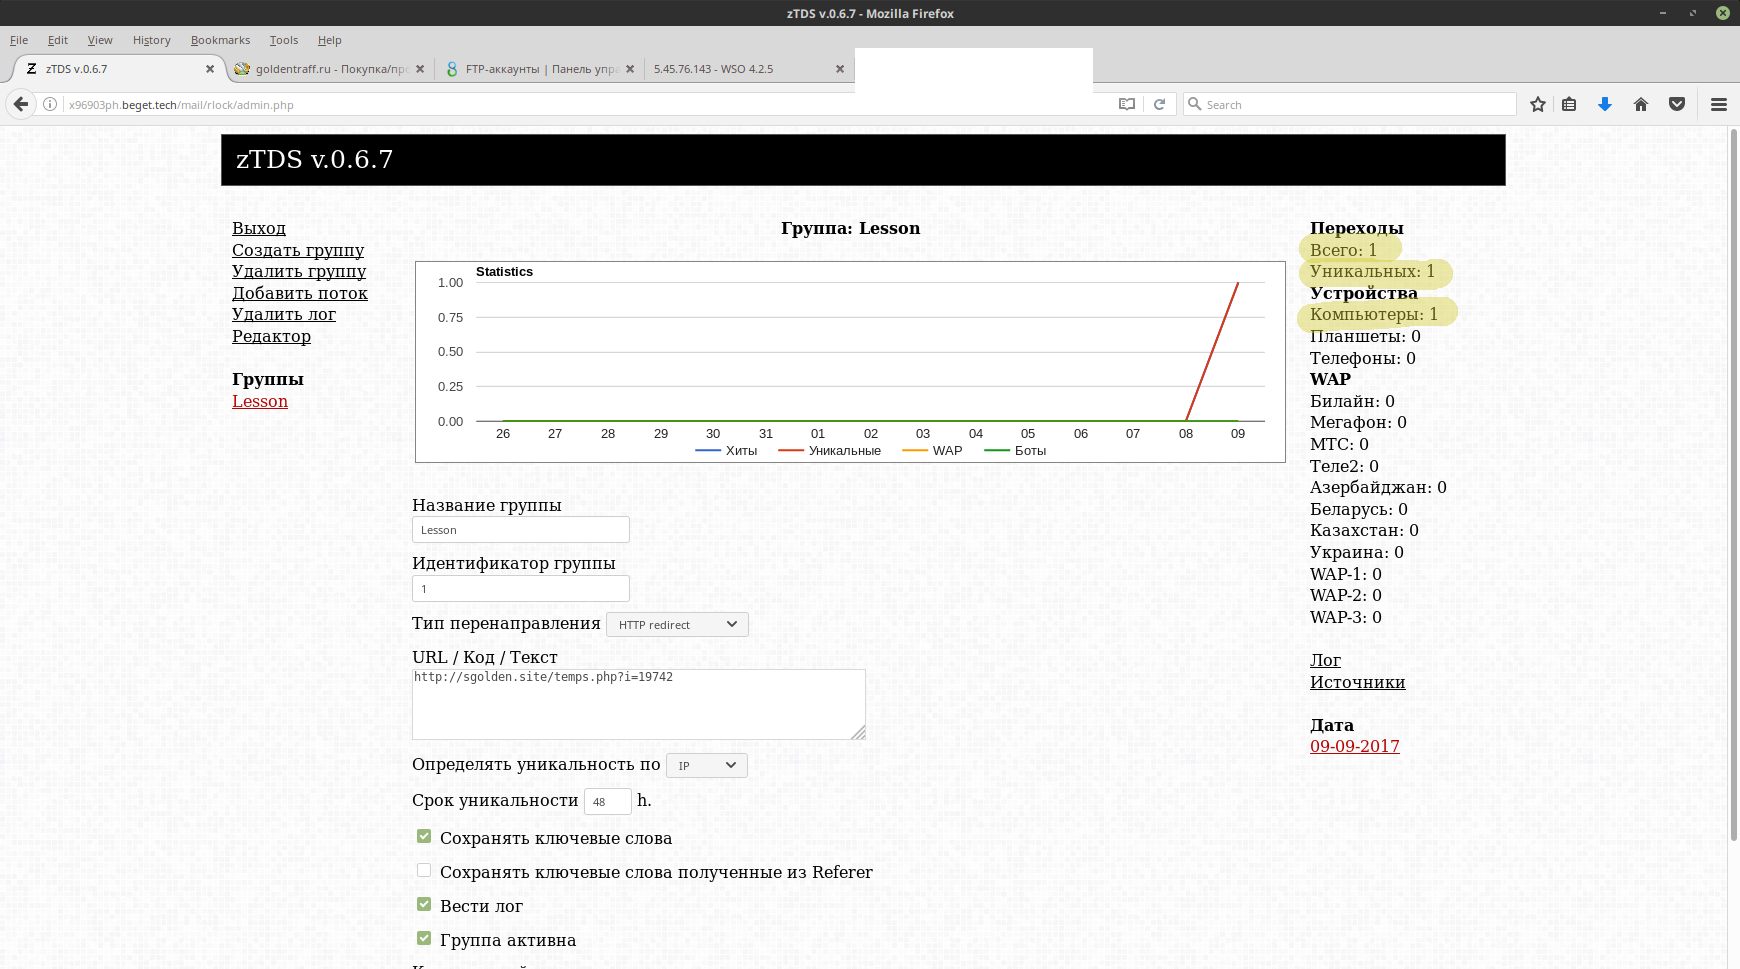 zTDS v.0.6.7 - Mozilla Firefox
File Edit View History Bookmarks Tools Help
zTDS v.0.6.7
goldentraff.ru - Покупка/про
FTP-аккаунты | Панель упра
5.45.76.143 - WSO 4.2.5
x96903ph.beget.tech/mail/rlock/admin.php
Search
zTDS v.0.6.7
Выход
Создать группу
Удалить группу
Добавить поток
Удалить лог
Редактор
Группы
Lesson
Группа: Lesson
Statistics
1.00
0.75
0.50
0.25
0.00
26 27 28 29 30 31 01 02 03 04 05 06 07 08 09
Хиты Уникальные WAP Боты
Название группы
Lesson
Идентификатор группы
1
Тип перенаправления HTTP redirect
URL / Код / Текст
http://sgolden.site/temps.php?i=19742
Определять уникальность по IP
Срок уникальности 48 h.
Сохранять ключевые слова
Сохранять ключевые слова полученные из Referer
Вести лог
Группа активна
Переходы
Всего: 1
Уникальных: 1
Устройства
Компьютеры: 1
Планшеты: 0
Телефоны: 0
WAP
Билайн: 0
Мегафон: 0
МТС: 0
Теле2: 0
Азербайджан: 0
Беларусь: 0
Казахстан: 0
Украина: 0
WAP-1: 0
WAP-2: 0
WAP-3: 0
Лог
Источники
Дата
09-09-2017